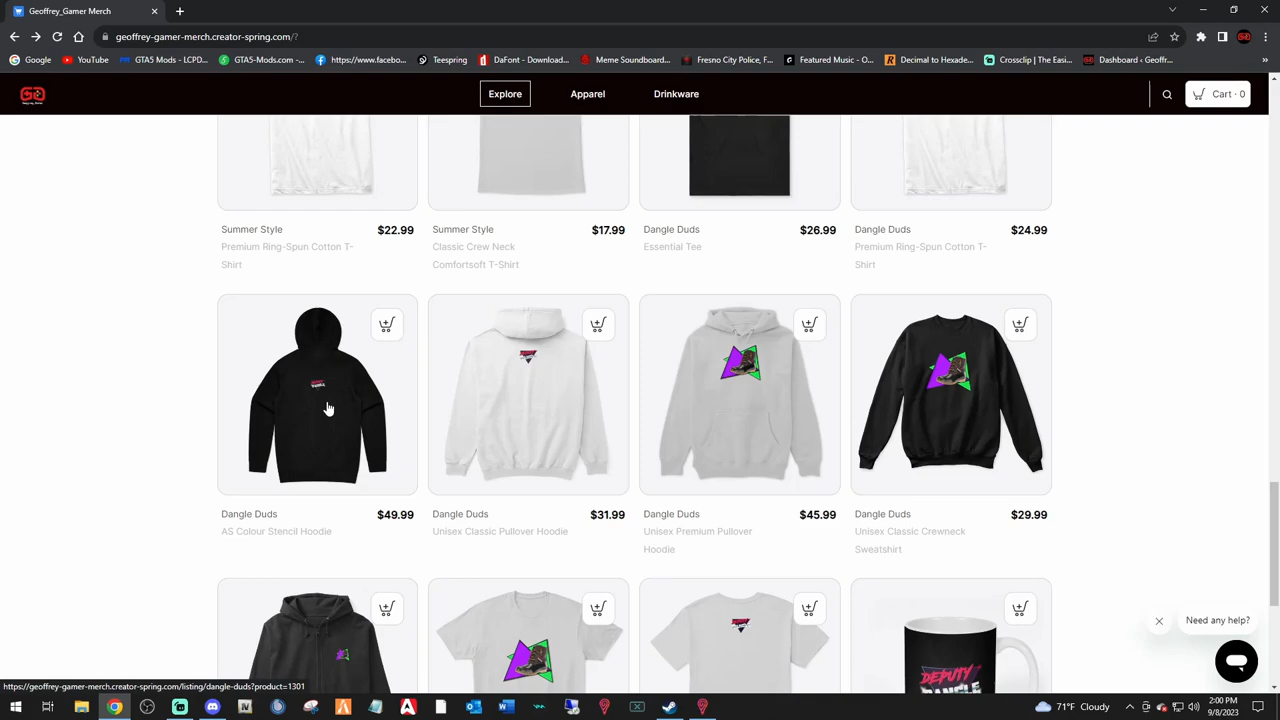 Geoffrey_Gamer Merch
geoffrey-gamer-merch.creator-spring.com/?
Google
YouTube
GTA5 Mods - LSPD...
GTA5-Mods.com -...
https://www.facebo...
Teespring
DaFont - Download...
Meme Soundboard...
Fresno City Police, F...
Featured Music - O...
Decimal to Hexade...
Crossclip | The Easi...
Dashboard ‹ Geoffr...
»
Explore
Apparel
Drinkware
Cart · 0
Summer Style $22.99
Premium Ring-Spun Cotton T-
Shirt
Summer Style $17.99
Classic Crew Neck
Comfortsoft T-Shirt
Dangle Duds $26.99
Essential Tee
Dangle Duds $24.99
Premium Ring-Spun Cotton T-
Shirt
Dangle Duds $49.99
AS Colour Stencil Hoodie
Dangle Duds $31.99
Unisex Classic Pullover Hoodie
Dangle Duds $45.99
Unisex Premium Pullover
Hoodie
Dangle Duds $29.99
Unisex Classic Crewneck
Sweatshirt
DEPUTY
DANGLE
Need any help?
https://geoffrey-gamer-merch.creator-spring.com/listing/dangle-duds?product=1301
71°F Cloudy
2:00 PM
9/8/2023